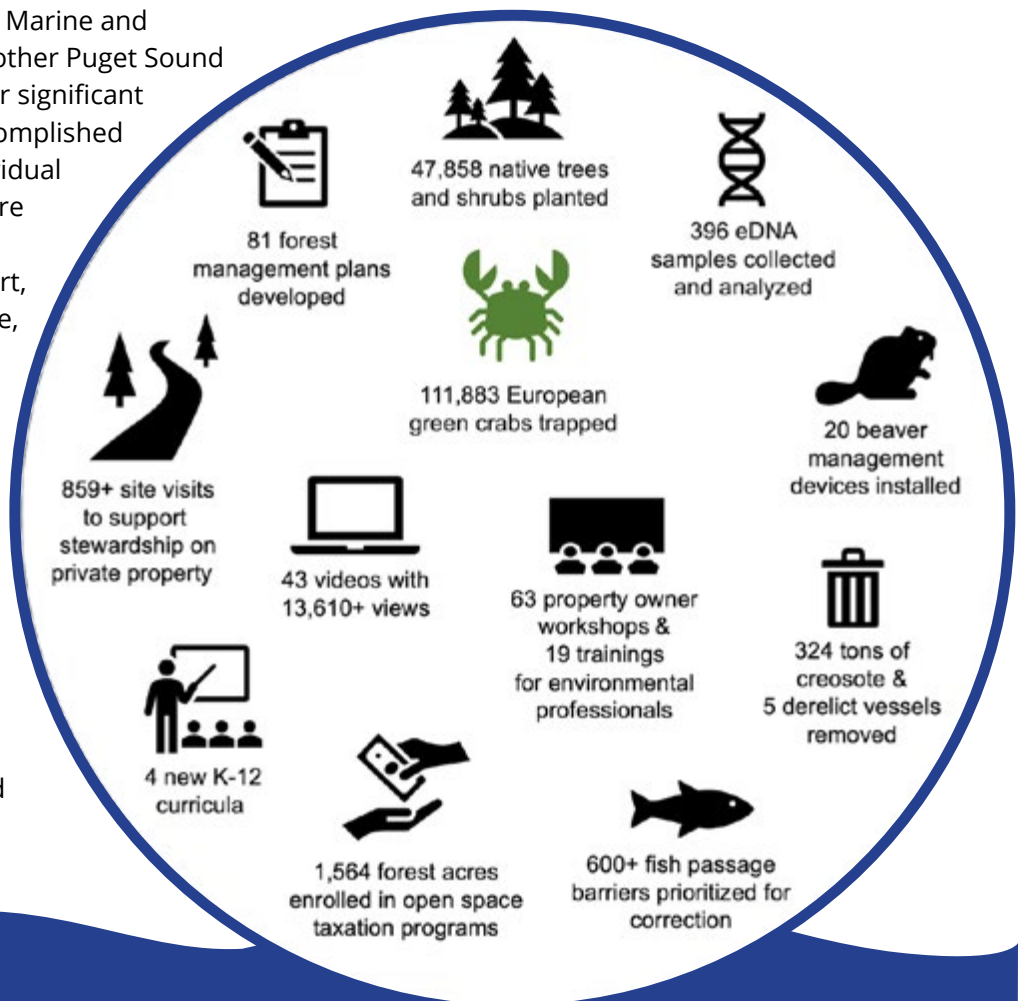 Marine and
other Puget Sound
significant
complished
vidual
re
rt,
e,
d
47,858 native trees
and shrubs planted
81 forest
management plans
developed
396 eDNA
samples collected
and analyzed
111,883 European
green crabs trapped
20 beaver
management
devices installed
859+ site visits
to support
stewardship on
private property
43 videos with
13,610+ views
63 property owner
workshops &
19 trainings
for environmental
professionals
324 tons of
creosote &
5 derelict vessels
removed
4 new K-12
curricula
1,564 forest acres
enrolled in open space
taxation programs
600+ fish passage
barriers prioritized for
correction